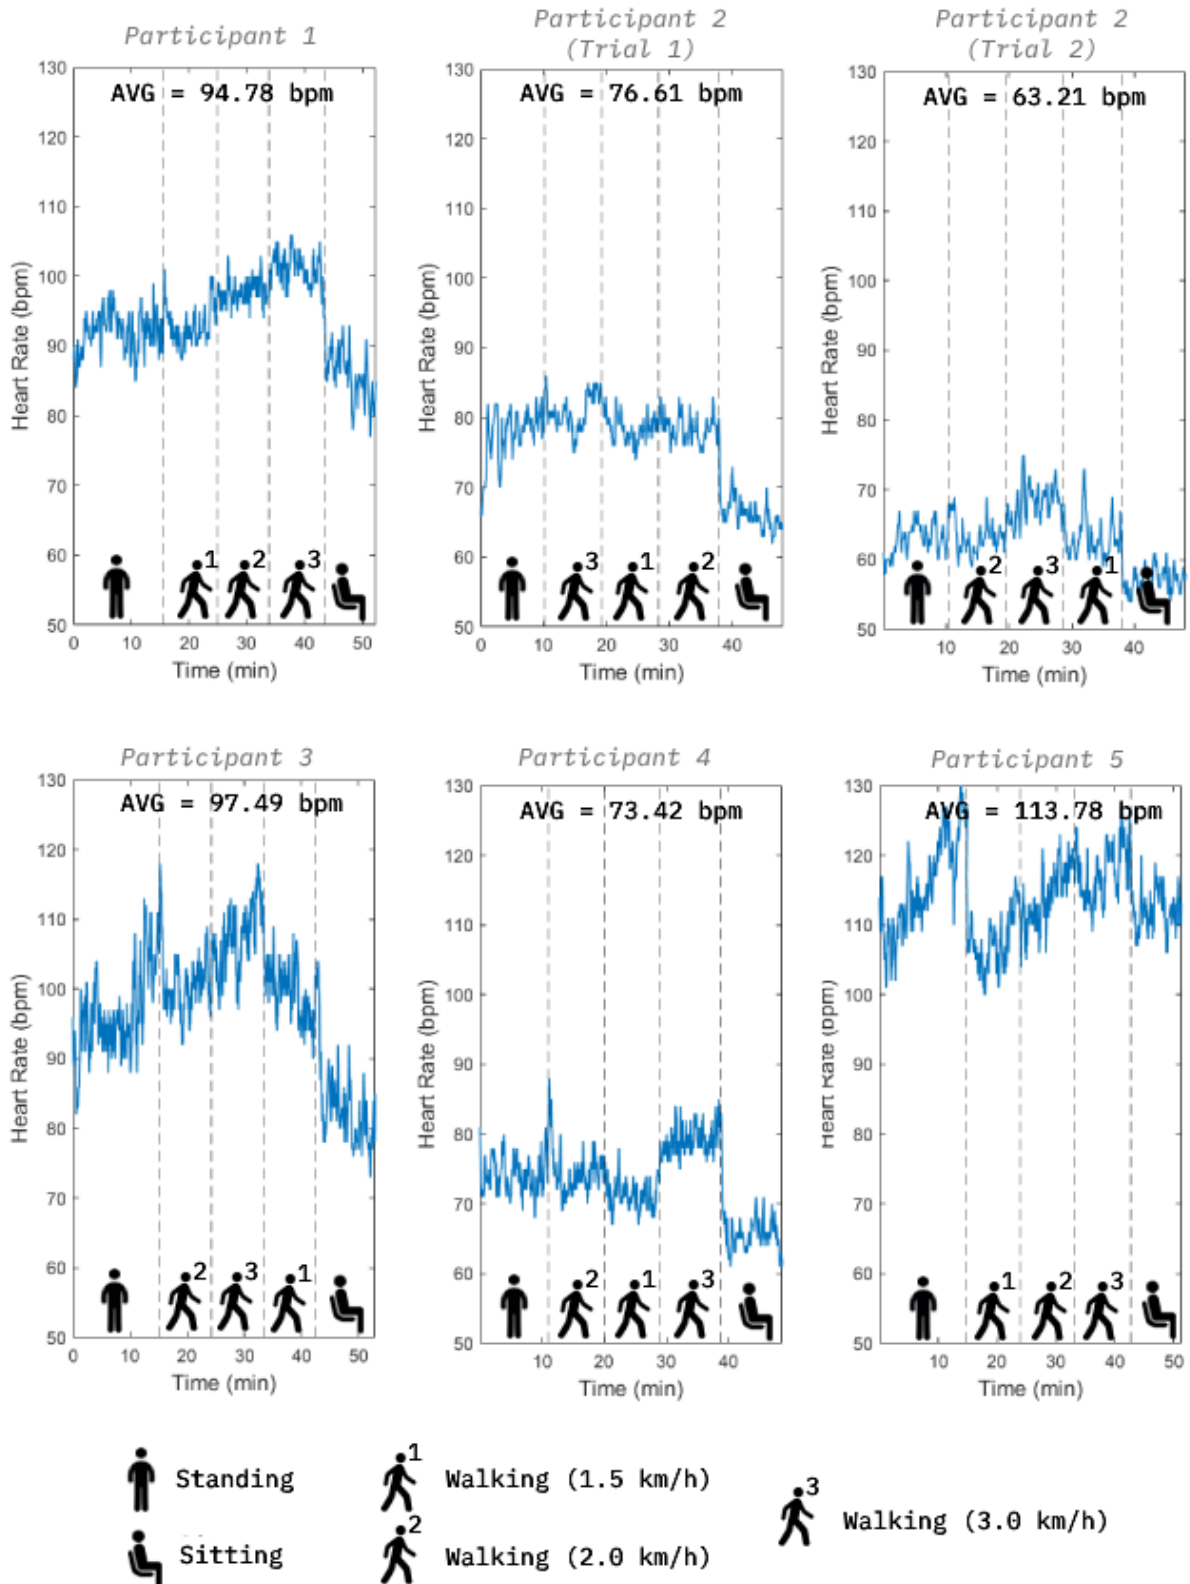 Participant 1
AVG = 94.78 bpm
130
120
110
100
90
80
70
60
50
Heart Rate (bpm)
1 2 3
0 10 20 30 40 50
Time (min)
Participant 2
(Trial 1)
AVG = 76.61 bpm
130
120
110
100
90
80
70
60
50
Heart Rate (bpm)
3 1 2
0 10 20 30 40
Time (min)
Participant 2
(Trial 2)
AVG = 63.21 bpm
130
120
110
100
90
80
70
60
50
Heart Rate (bpm)
2 3 1
10 20 30 40
Time (min)
Participant 3
AVG = 97.49 bpm
130
120
110
100
90
80
70
60
50
Heart Rate (bpm)
2 3 1
0 10 20 30 40 50
Time (min)
Participant 4
AVG = 73.42 bpm
130
120
110
100
90
80
70
60
50
Heart Rate (bpm)
2 1 3
10 20 30 40
Time (min)
Participant 5
AVG = 113.78 bpm
130
120
110
100
90
80
70
60
50
Heart Rate (bpm)
1 2 3
10 20 30 40 50
Time (min)
Standing
1 Walking (1.5 km/h)
3 Walking (3.0 km/h)
Sitting
2 Walking (2.0 km/h)